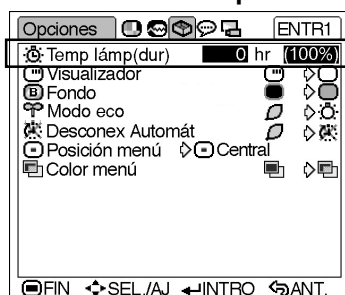 Opciones ENTR1
Temp lámp(dur) 0 hr (100%)
Visualizador
B Fondo
Modo eco
Desconex Automát
Posición menú Central
Color menú
FIN SEL./AJ INTRO ANT.